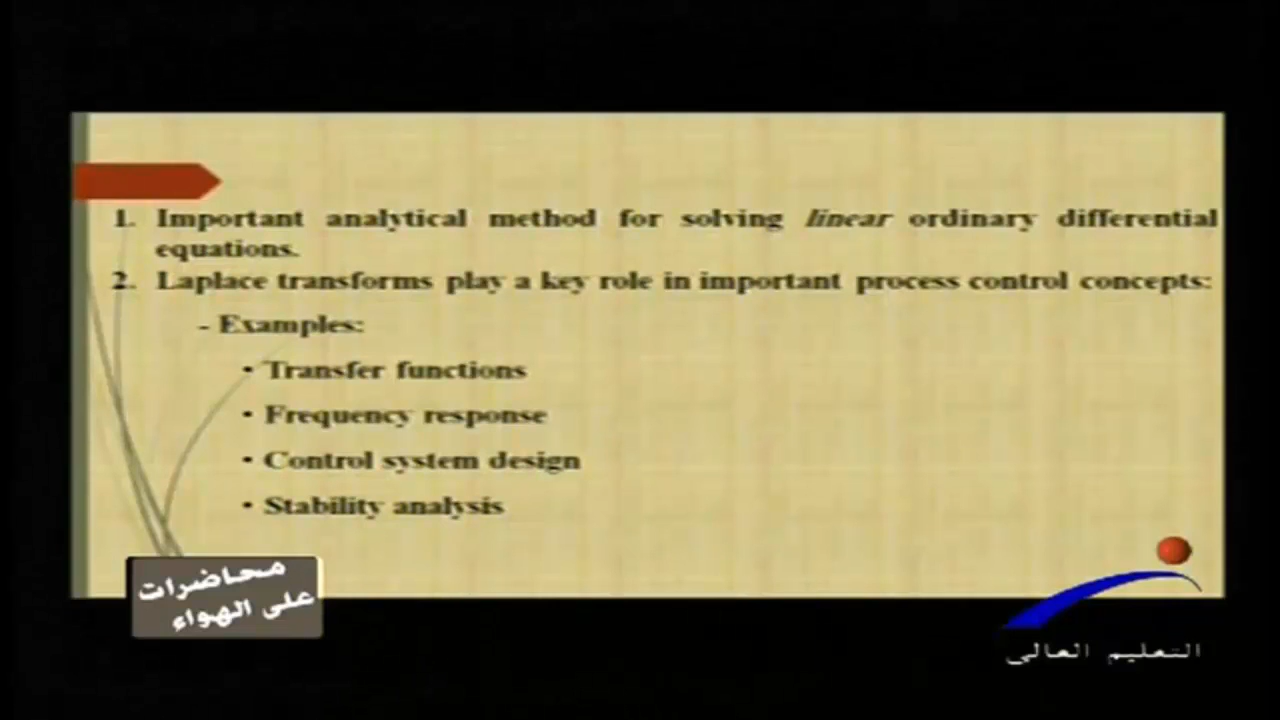 1. Important analytical method for solving linear ordinary differential
equations.
2. Laplace transforms play a key role in important process control concepts:
- Examples:
• Transfer functions
• Frequency response
• Control system design
• Stability analysis
محاضرات
على الهواء
التعليم العالى